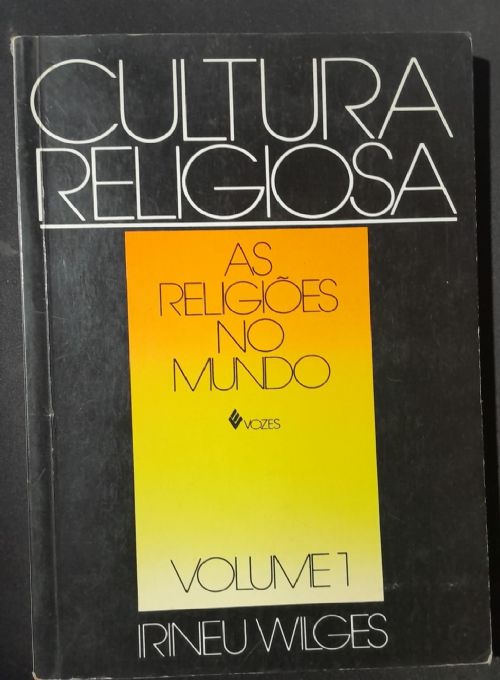 CULTURA
RELIGIOSA
AS
RELIGIÕES
NO
MUNDO
VOZES
VOLUME 1
IRINEU WILGES